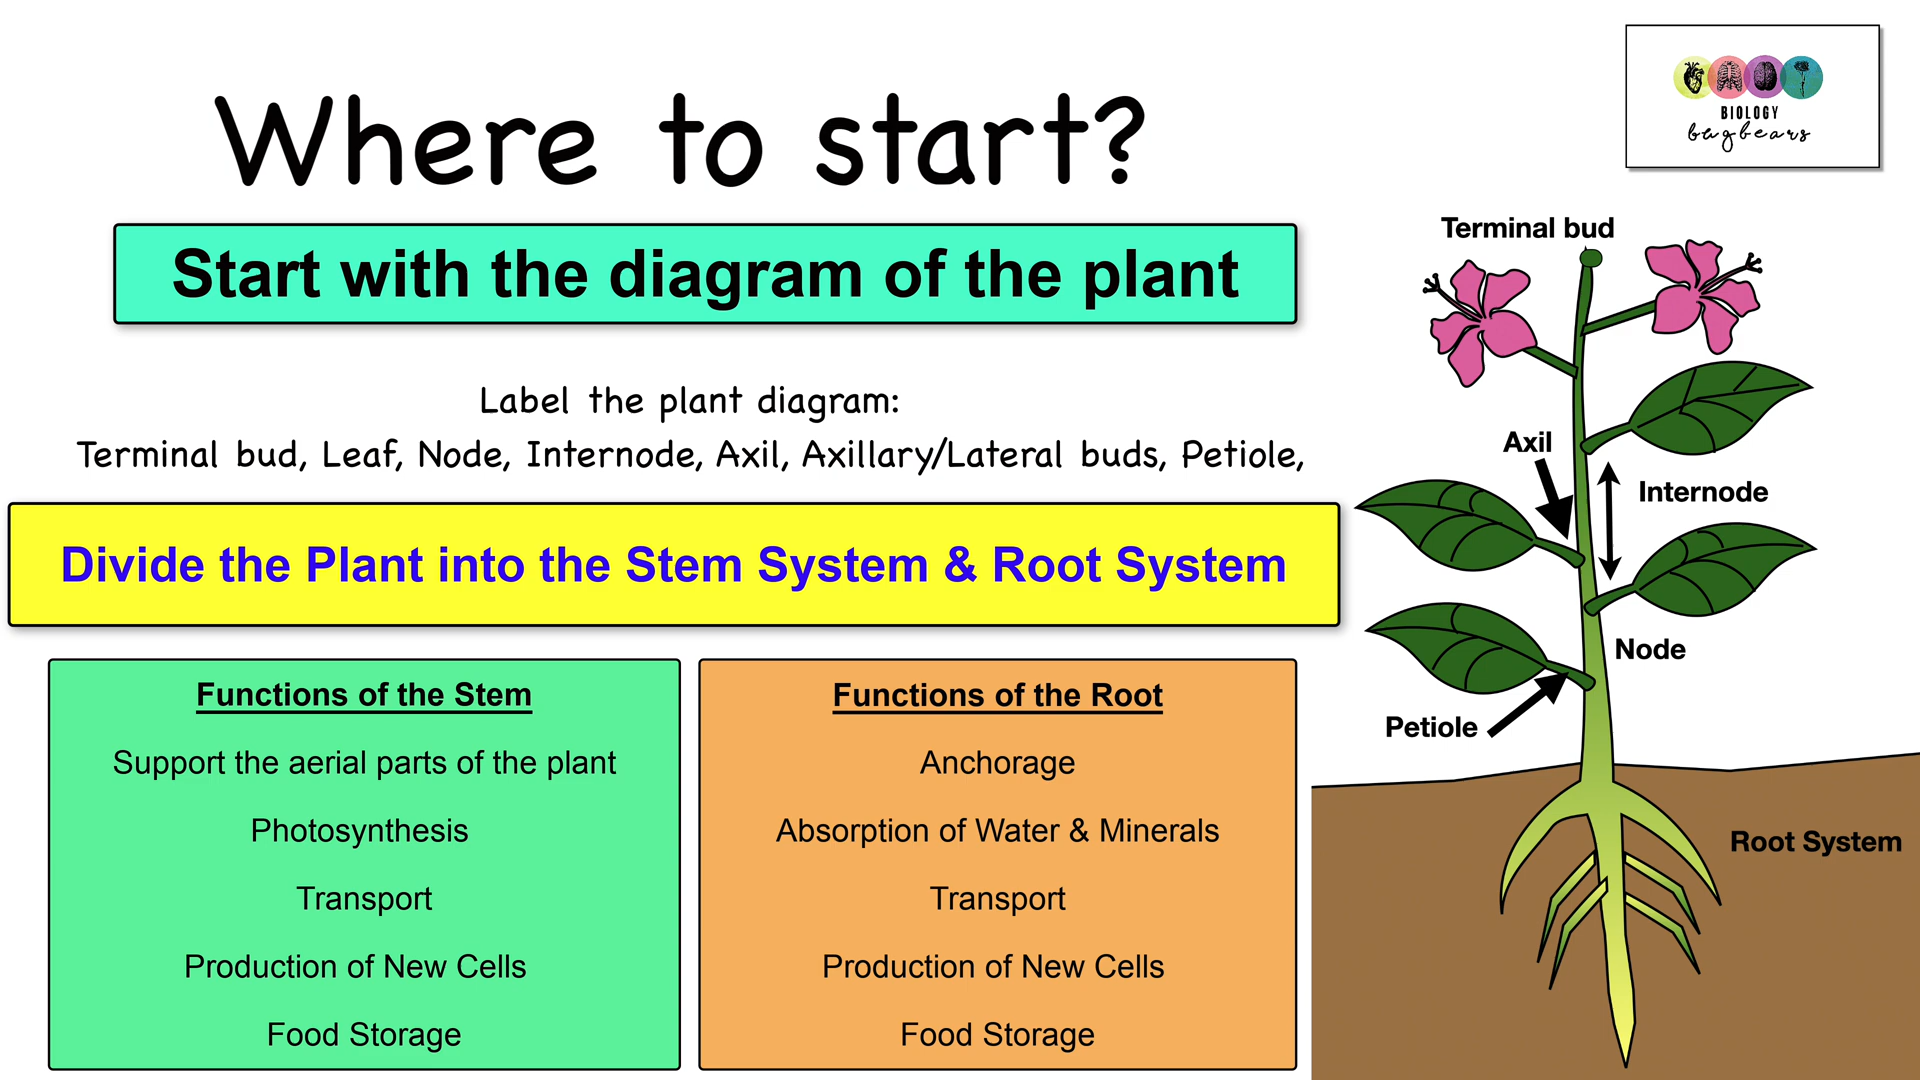 Where to start?
BIOLOGY
bugbears
Start with the diagram of the plant
Label the plant diagram:
Terminal bud, Leaf, Node, Internode, Axil, Axillary/Lateral buds, Petiole,
Divide the Plant into the Stem System & Root System
Functions of the Stem
Support the aerial parts of the plant
Photosynthesis
Transport
Production of New Cells
Food Storage
Functions of the Root
Anchorage
Absorption of Water & Minerals
Transport
Production of New Cells
Food Storage
Terminal bud
Axil
Internode
Node
Petiole
Root System